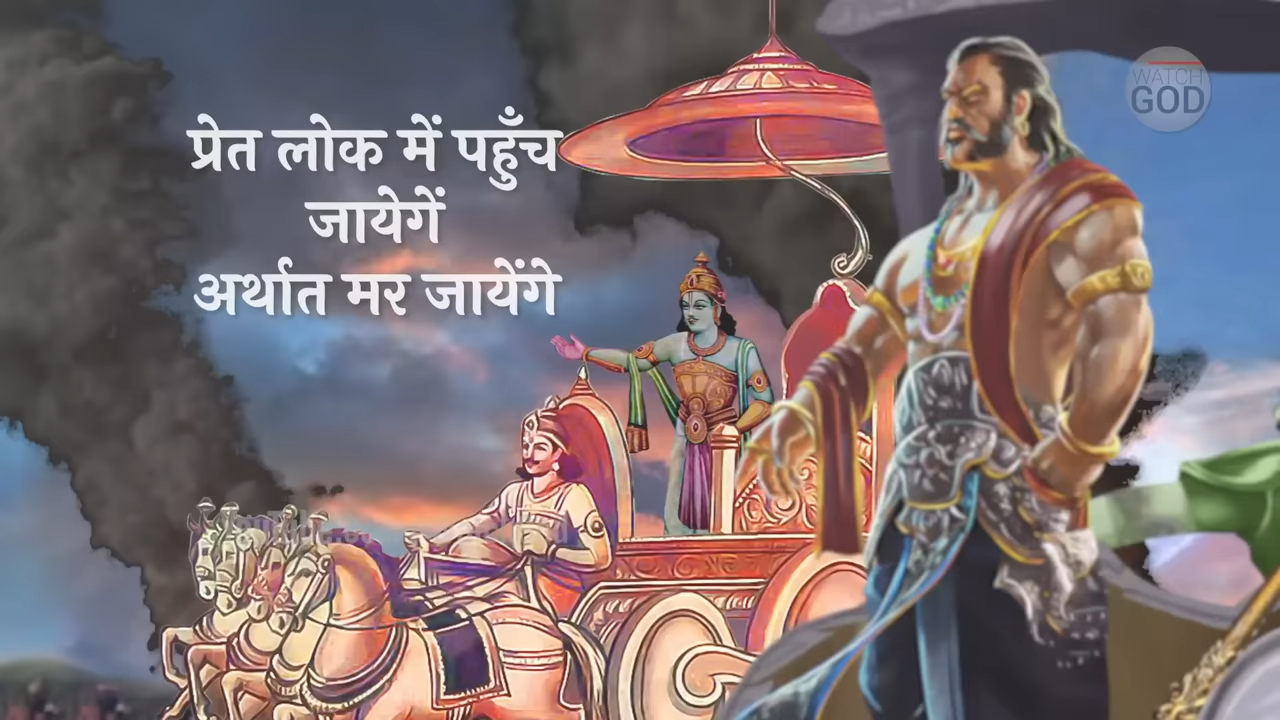 प्रेत लोक में पहुँच
जायेगें
अर्थात मर जायेंगे
WATCH
GOD